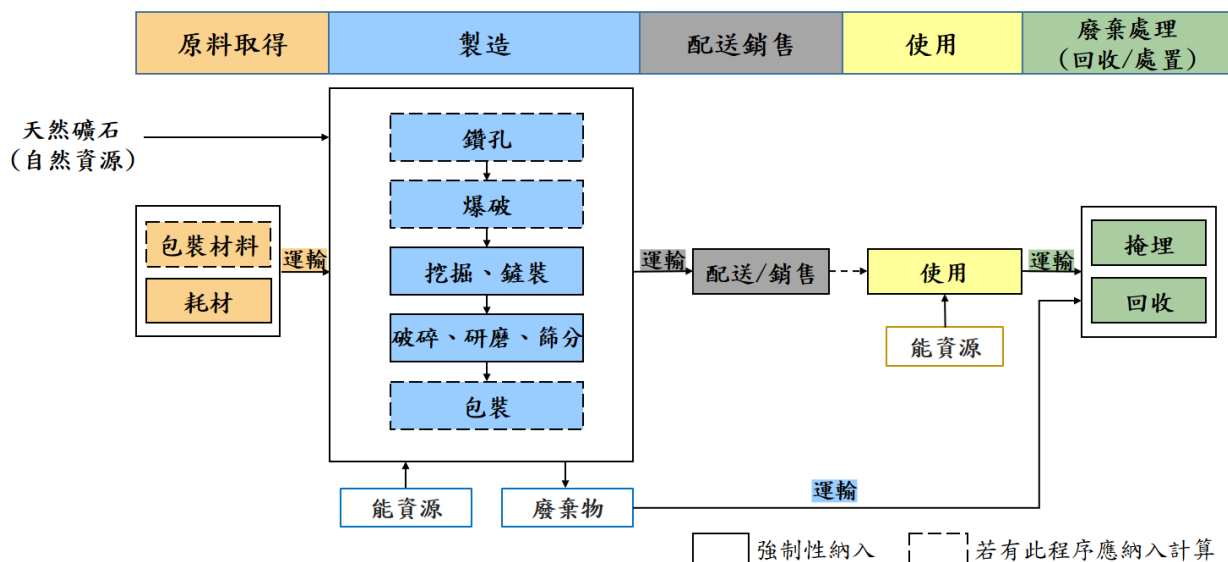 原料取得
製造
配送銷售
使用
廢棄處理
(回收/處置)
天然礦石
(自然資源)
鑽孔
爆破
包裝材料
運輸
挖掘、鏟裝
運輸
配送/銷售
使用
運輸
掩埋
耗材
回收
破碎、研磨、篩分
能資源
包裝
能資源
廢棄物
運輸
強制性納入
若有此程序應納入計算